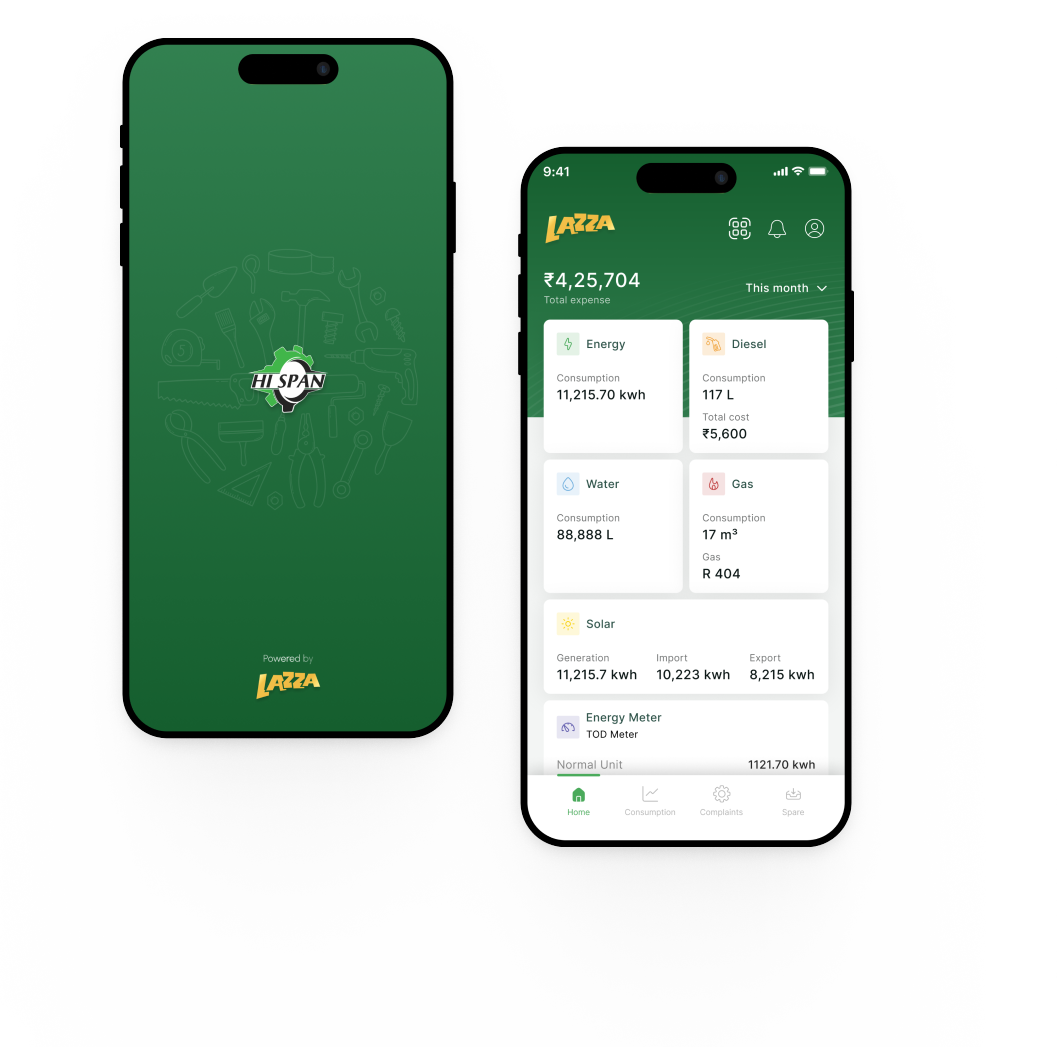 HI SPAN
Powered by
LAZZA
9:41
LAZZA
₹4,25,704
Total expense
This month
Energy
Consumption
11,215.70 kwh
Diesel
Consumption
117 L
Total cost
₹5,600
Water
Consumption
88,888 L
Gas
Consumption
17 m³
Gas
R 404
Solar
Generation Import Export
11,215.7 kwh 10,223 kwh 8,215 kwh
Energy Meter
TOD Meter
Normal Unit 1121.70 kwh
Home Consumption Complaints Spare